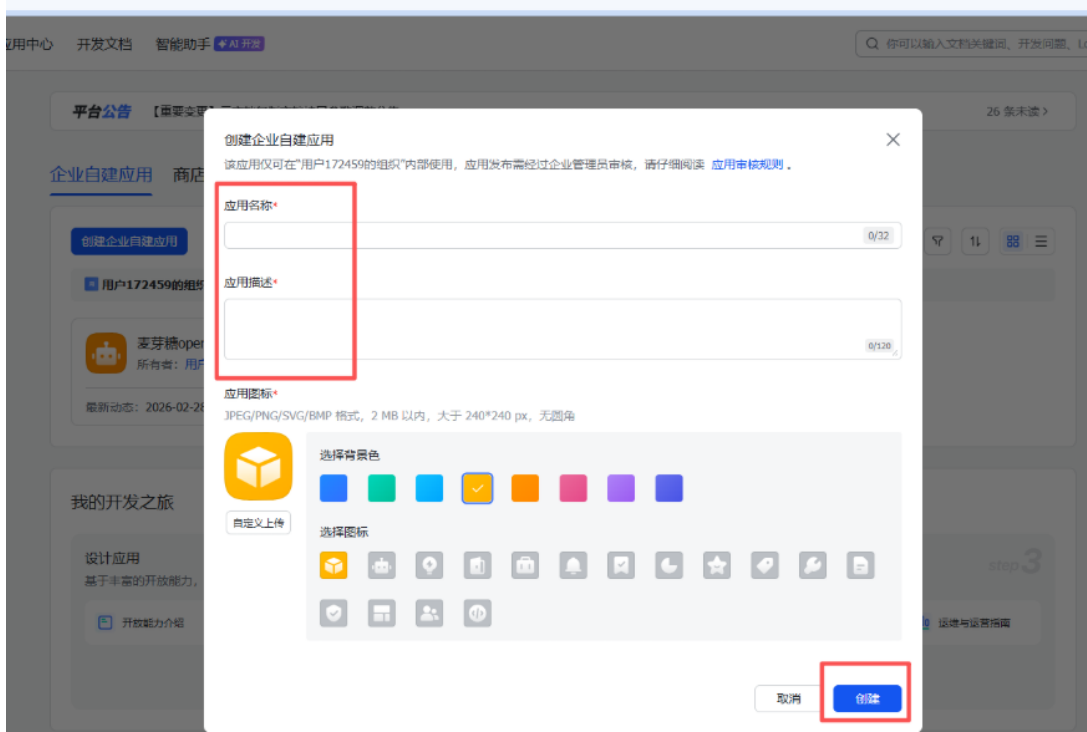 用中心 开发文档 智能助手 AI 开发
你可以输入文档关键词、开发问题、Lo
平台公告 【重要变更】
26 条未读 >
企业自建应用 商店
创建企业自建应用
用户172459的组织
麦芽糖oper
所有者：用户
最新动态：2026-02-28
创建企业自建应用
该应用仅可在"用户172459的组织"内部使用，应用发布需经过企业管理员审核，请仔细阅读 应用审核规则 。
应用名称*
0/32
应用描述*
0/120
应用图标*
JPEG/PNG/SVG/BMP 格式，2 MB 以内，大于 240*240 px，无圆角
选择背景色
自定义上传
选择图标
取消 创建
我的开发之旅
设计应用
基于丰富的开放能力，
开放能力介绍
step 3
运维与运营指南